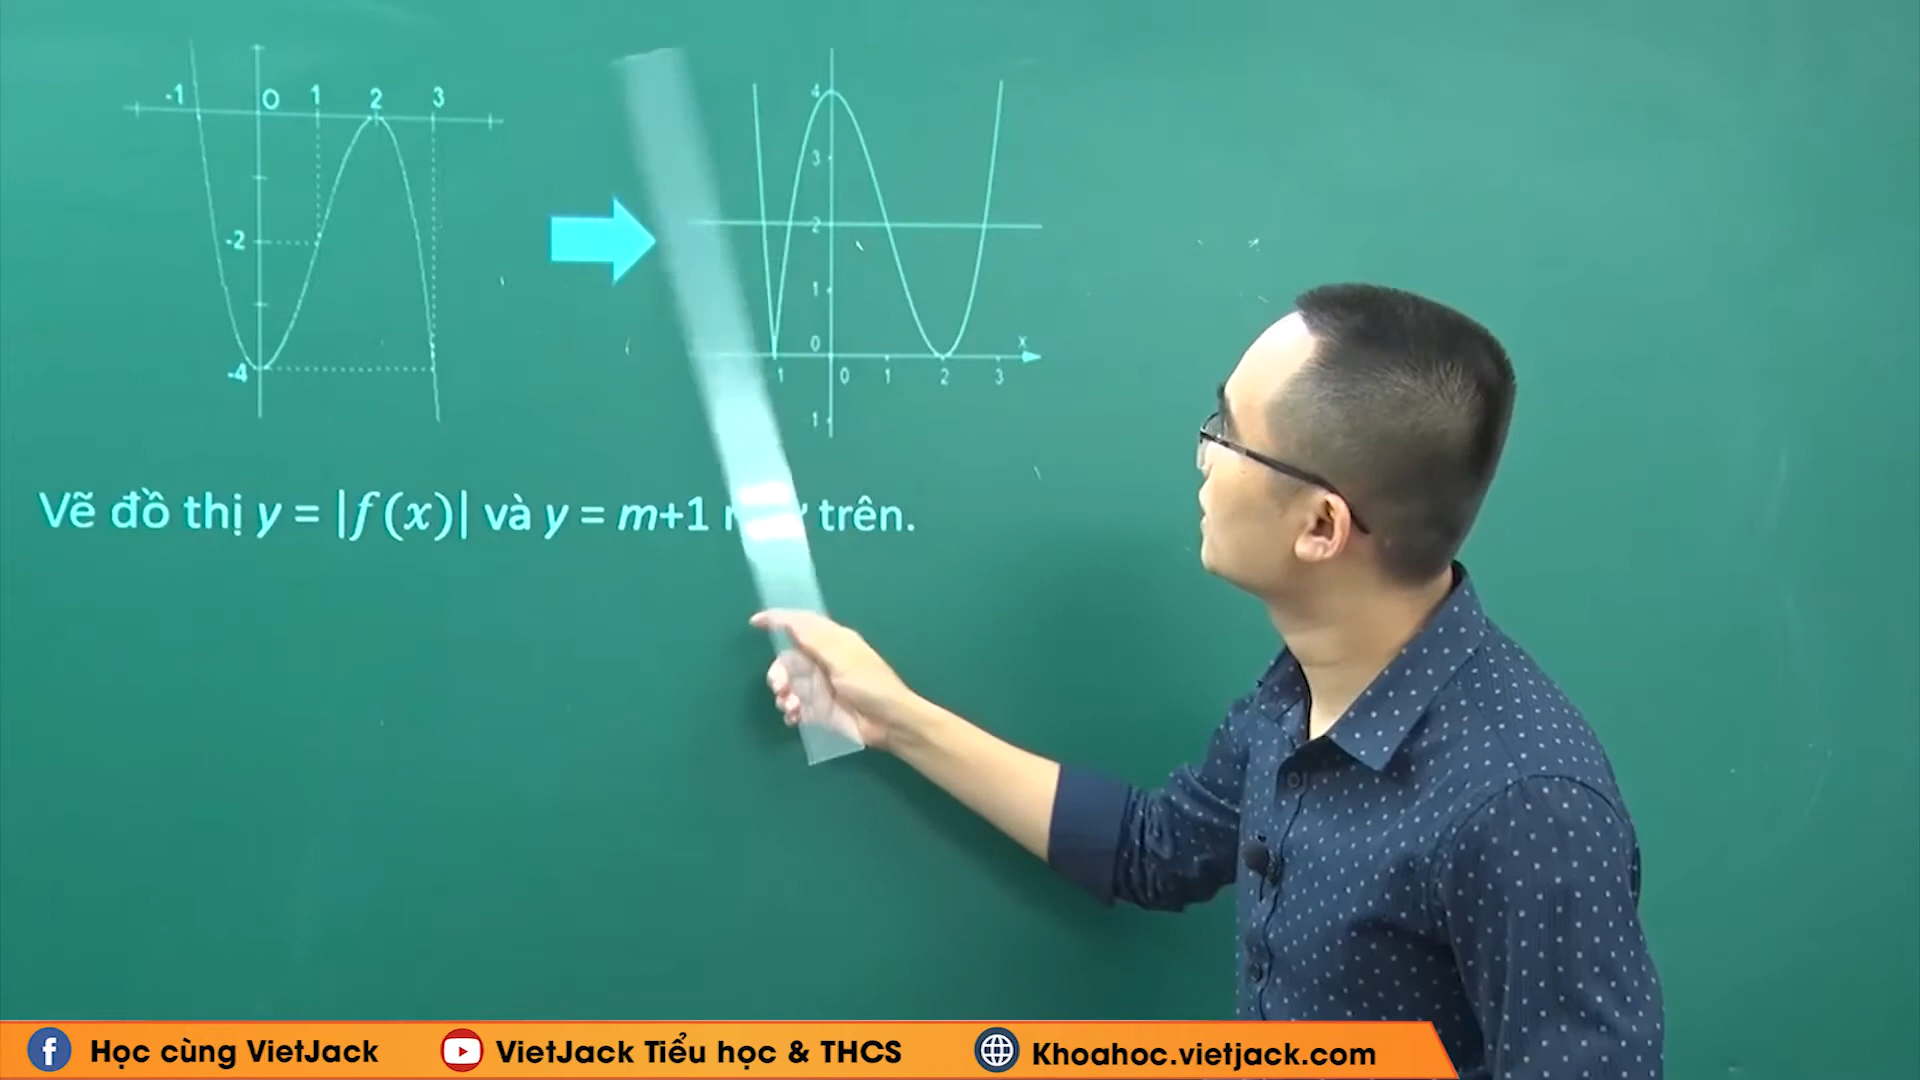 -1 O 1 2 3
-2
-4
4
3
2
1
0
x
1 0 1 2 3
1
Vẽ đồ thị y = |f(x)| và y = m+1 trên.
Học cùng VietJack
VietJack Tiểu học & THCS
Khoahoc.vietjack.com